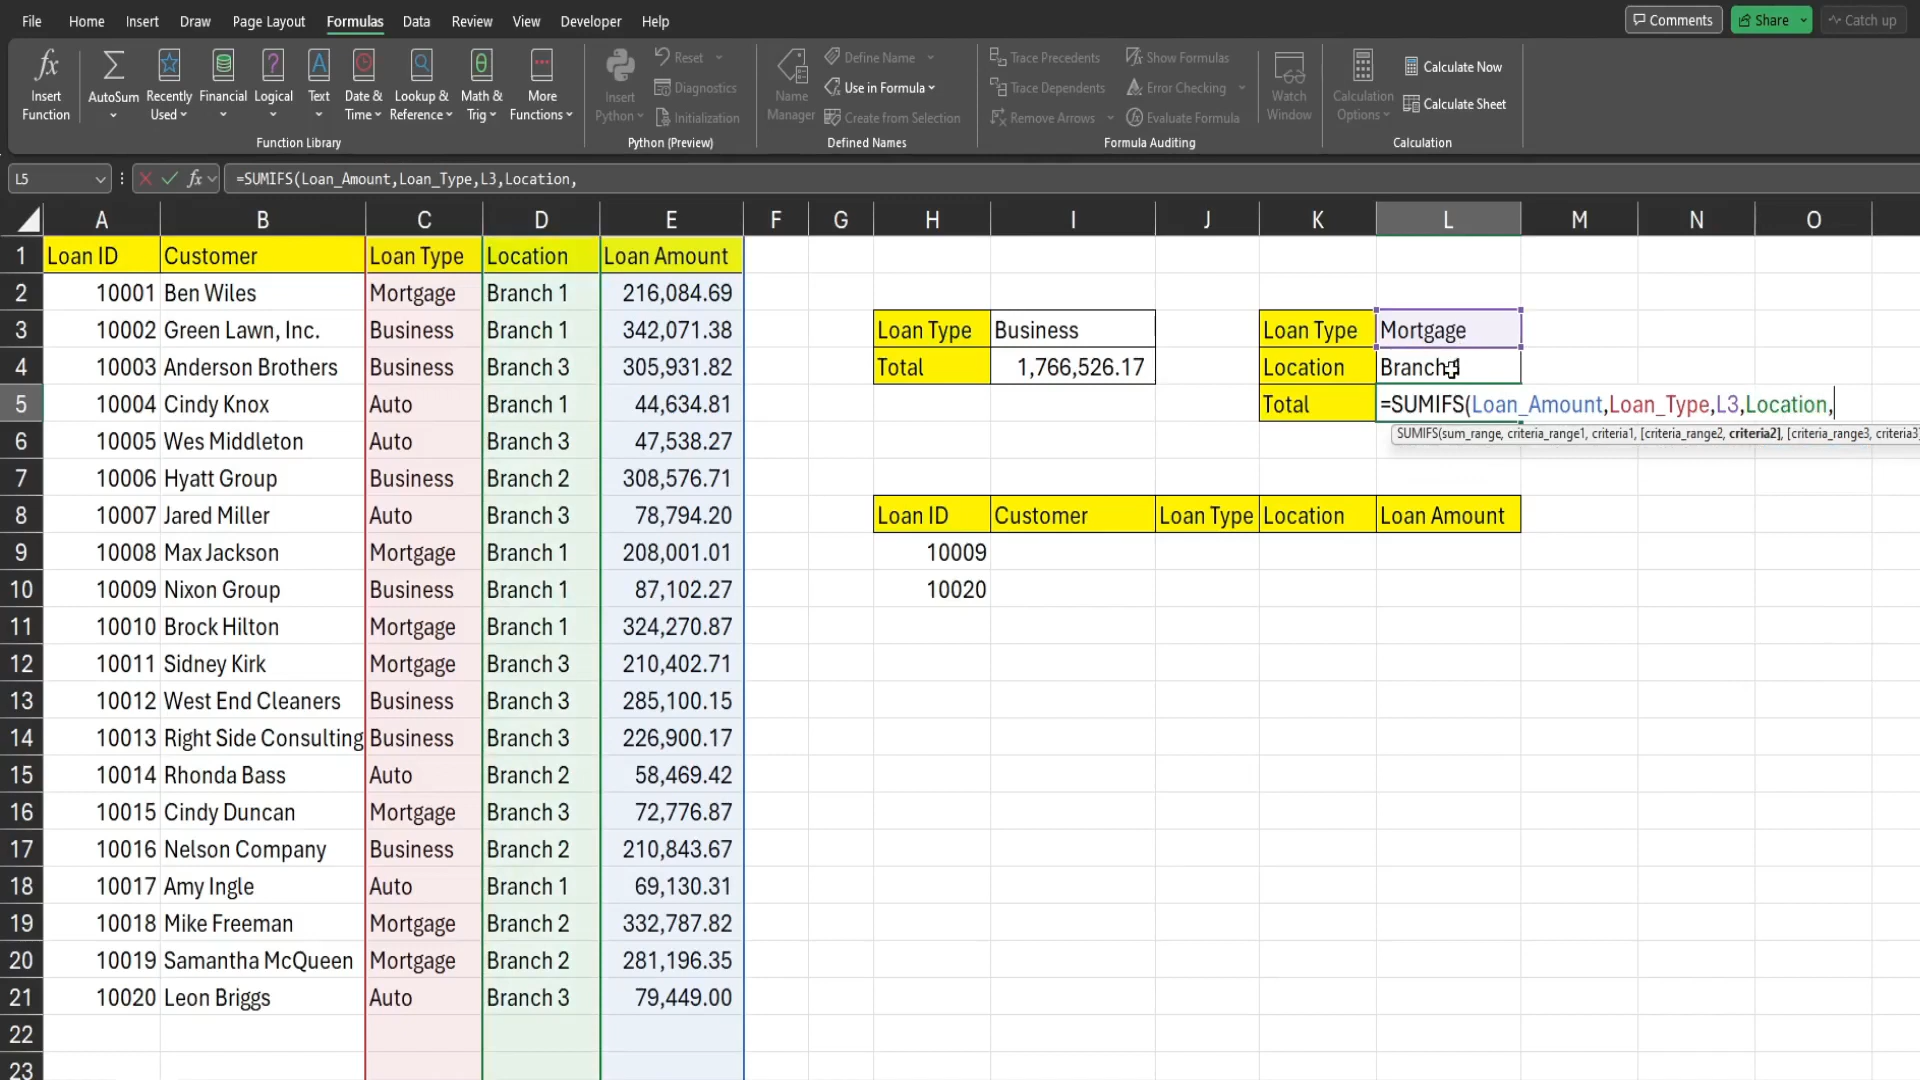 File Home Insert Draw Page Layout Formulas Data Review View Developer Help Comments Share Catch up
Insert Function
AutoSum
Recently Used
Financial
Logical
Text
Date & Time
Lookup & Reference
Math & Trig
More Functions
Function Library
Insert Python
Reset
Diagnostics
Initialization
Python (Preview)
Name Manager
Define Name
Use in Formula
Create from Selection
Defined Names
Trace Precedents
Trace Dependents
Remove Arrows
Show Formulas
Error Checking
Evaluate Formula
Formula Auditing
Watch Window
Calculation Options
Calculate Now
Calculate Sheet
Calculation
L5 fx =SUMIFS(Loan_Amount,Loan_Type,L3,Location,
A B C D E F G H I J K L M N O
1 Loan ID Customer Loan Type Location Loan Amount
2 10001 Ben Wiles Mortgage Branch 1 216,084.69
3 10002 Green Lawn, Inc. Business Branch 1 342,071.38 Loan Type Business Loan Type Mortgage
4 10003 Anderson Brothers Business Branch 3 305,931.82 Total 1,766,526.17 Location Branch 1
5 10004 Cindy Knox Auto Branch 1 44,634.81 Total =SUMIFS(Loan_Amount,Loan_Type,L3,Location,
SUMIFS(sum_range, criteria_range1, criteria1, [criteria_range2, criteria2], [criteria_range3, criteria3
6 10005 Wes Middleton Auto Branch 3 47,538.27
7 10006 Hyatt Group Business Branch 2 308,576.71
8 10007 Jared Miller Auto Branch 3 78,794.20 Loan ID Customer Loan Type Location Loan Amount
9 10008 Max Jackson Mortgage Branch 1 208,001.01 10009
10 10009 Nixon Group Business Branch 1 87,102.27 10020
11 10010 Brock Hilton Mortgage Branch 1 324,270.87
12 10011 Sidney Kirk Mortgage Branch 3 210,402.71
13 10012 West End Cleaners Business Branch 3 285,100.15
14 10013 Right Side Consulting Business Branch 3 226,900.17
15 10014 Rhonda Bass Auto Branch 2 58,469.42
16 10015 Cindy Duncan Mortgage Branch 3 72,776.87
17 10016 Nelson Company Business Branch 2 210,843.67
18 10017 Amy Ingle Auto Branch 1 69,130.31
19 10018 Mike Freeman Mortgage Branch 2 332,787.82
20 10019 Samantha McQueen Mortgage Branch 2 281,196.35
21 10020 Leon Briggs Auto Branch 3 79,449.00
22
23